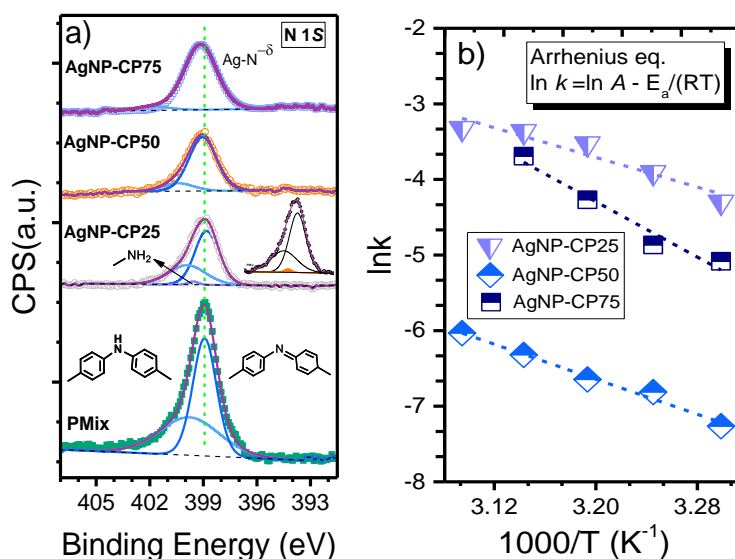 a)
N 1S
AgNP-CP75
Ag-N⁻ᵟ
AgNP-CP50
AgNP-CP25
NH₂
H
N
N
PMix
CPS(a.u.)
405 402 399 396 393
Binding Energy (eV)
b)
Arrhenius eq.
ln k =ln A - Eₐ/(RT)
-2
-3
-4
-5
-6
-7
-8
lnk
AgNP-CP25
AgNP-CP50
AgNP-CP75
3.12 3.20 3.28
1000/T (K⁻¹)